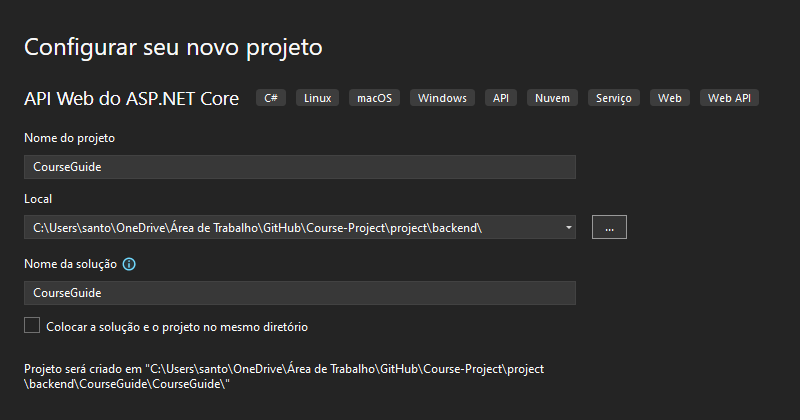 Configurar seu novo projeto
API Web do ASP.NET Core C# Linux macOS Windows API Nuvem Serviço Web Web API
Nome do projeto
CourseGuide
Local
C:\Users\santo\OneDrive\Área de Trabalho\GitHub\Course-Project\project\backend\ ...
Nome da solução
CourseGuide
Colocar a solução e o projeto no mesmo diretório
Projeto será criado em "C:\Users\santo\OneDrive\Área de Trabalho\GitHub\Course-Project\project
\backend\CourseGuide\CourseGuide\"